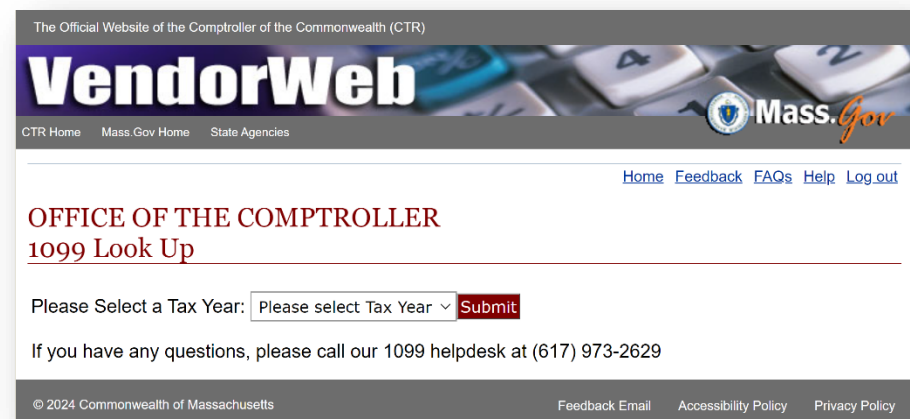 The Official Website of the Comptroller of the Commonwealth (CTR)
VendorWeb
Mass.Gov
CTR Home Mass.Gov Home State Agencies
Home Feedback FAQs Help Log out
OFFICE OF THE COMPTROLLER
1099 Look Up
Please Select a Tax Year: Please select Tax Year Submit
If you have any questions, please call our 1099 helpdesk at (617) 973-2629
© 2024 Commonwealth of Massachusetts Feedback Email Accessibility Policy Privacy Policy